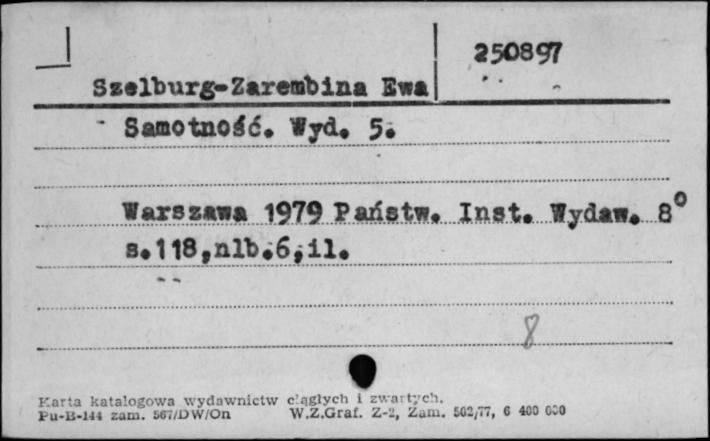 250897
Szelburg-Zarembina Ewa
Samotność. Wyd. 5.
Warszawa 1979 Państw. Inst. Wydaw. 8°
s.118,nlb.6,il.
8
Karta katalogowa wydawnictw ciągłych i zwartych.
Pu-B-144 zam. 567/DW/On W.Z.Graf. Z-2, Zam. 502/77, 6 400 000